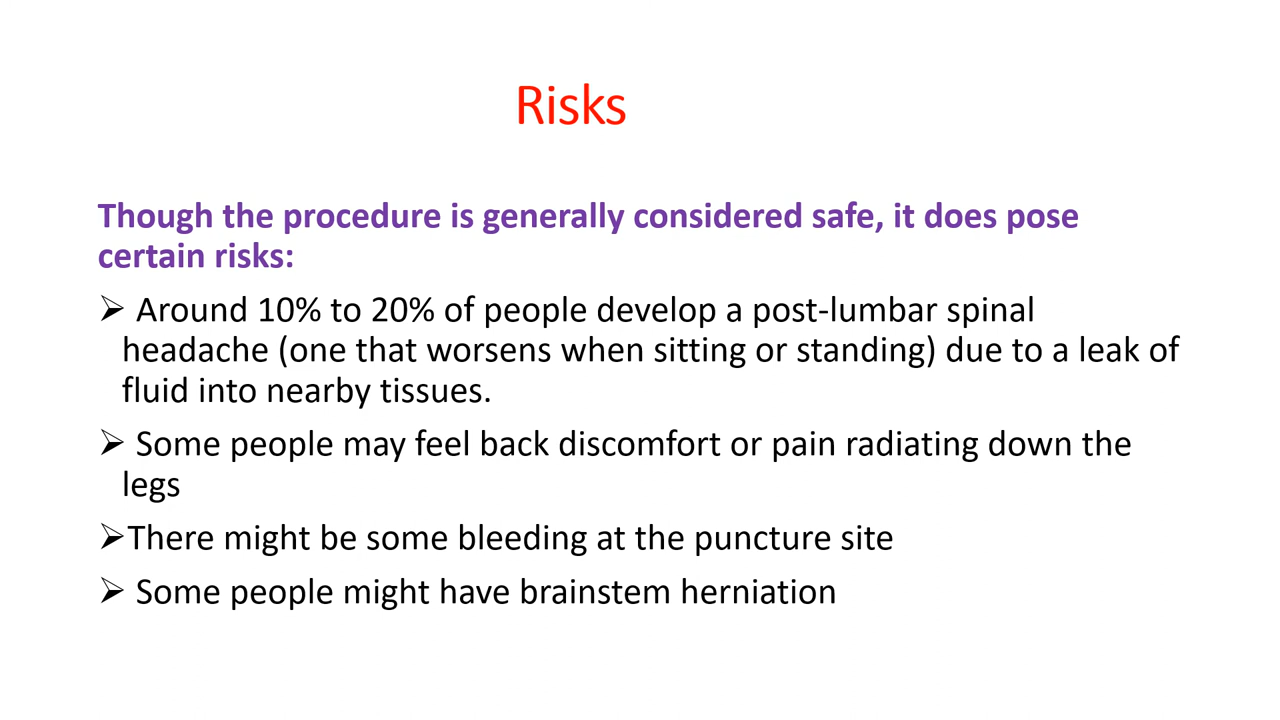 Risks
Though the procedure is generally considered safe, it does pose
certain risks:
➢ Around 10% to 20% of people develop a post-lumbar spinal
headache (one that worsens when sitting or standing) due to a leak of
fluid into nearby tissues.
➢ Some people may feel back discomfort or pain radiating down the
legs
➢There might be some bleeding at the puncture site
➢ Some people might have brainstem herniation